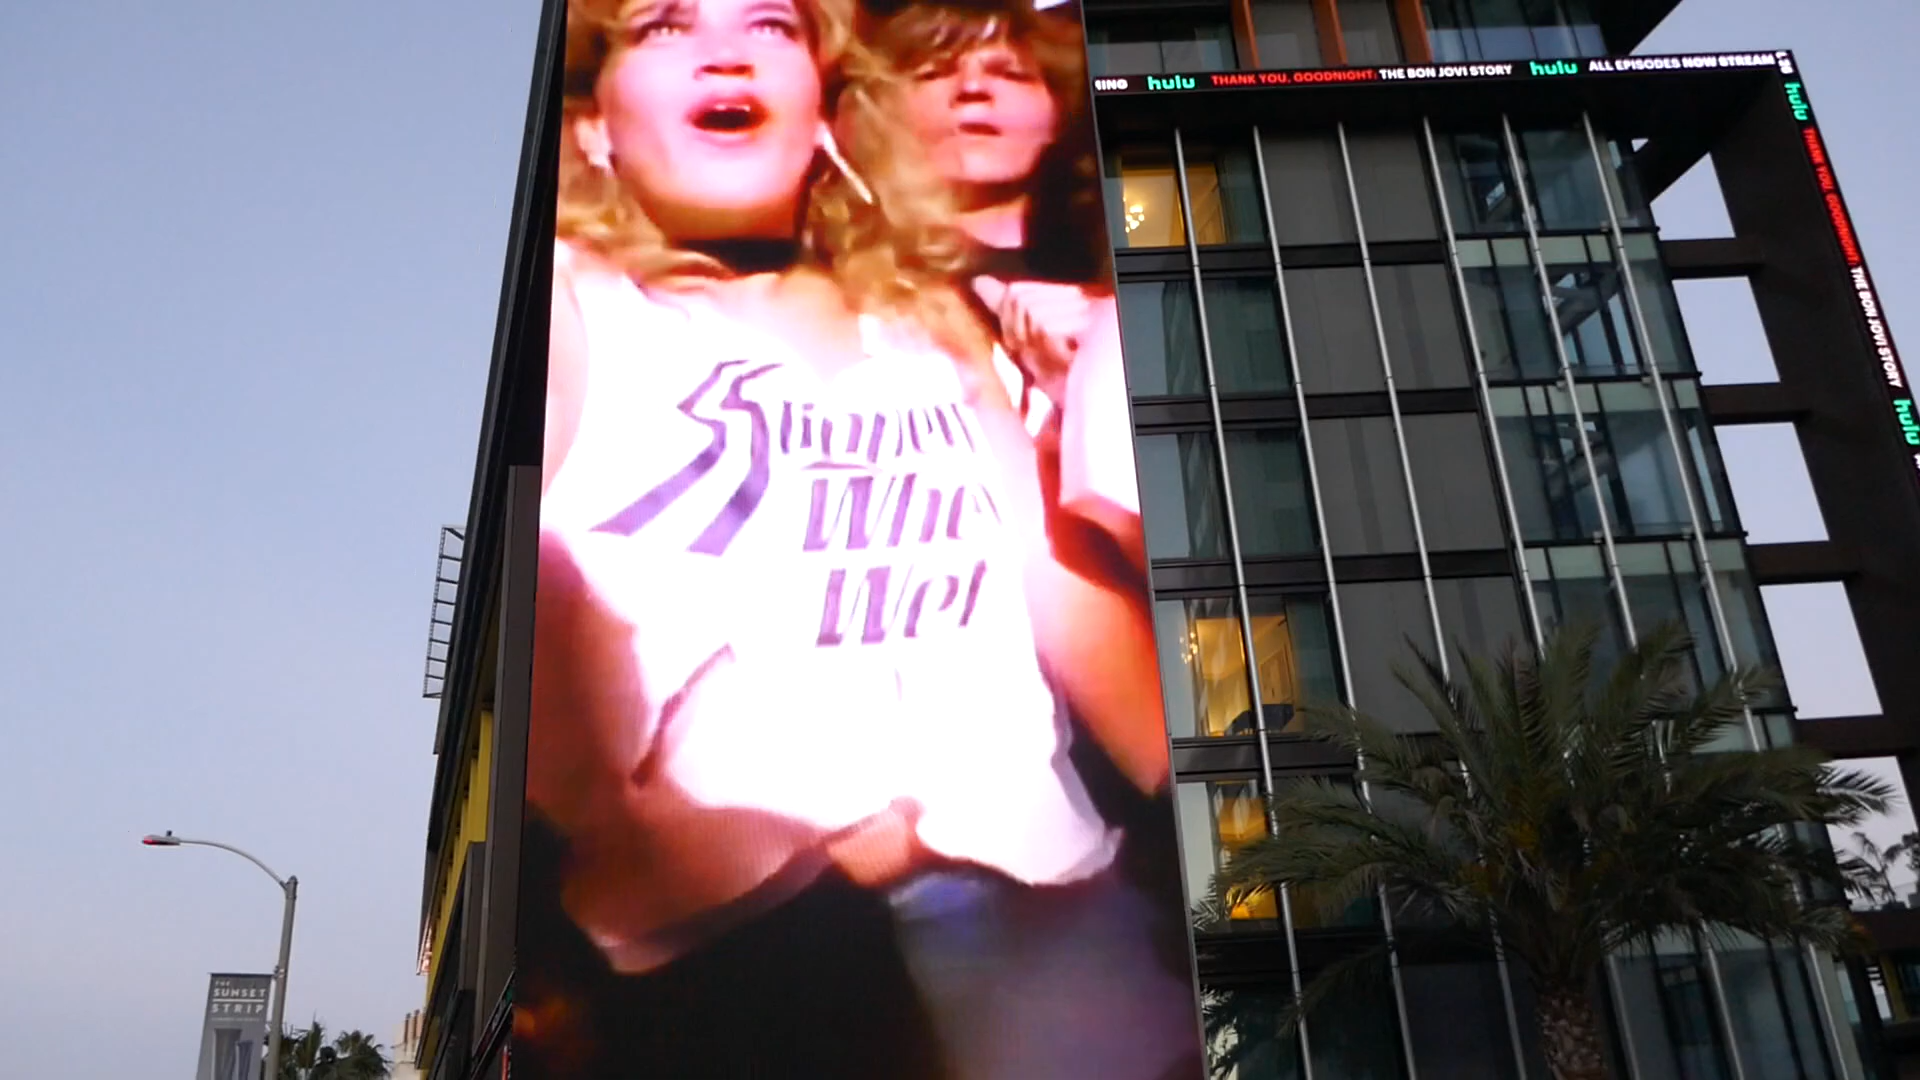 hulu THANK YOU, GOODNIGHT: THE BON JOVI STORY hulu ALL EPISODES NOW STREAM
hulu THANK YOU, GOODNIGHT: THE BON JOVI STORY hulu
Slippery
When
Wet
THE
SUNSET
STRIP